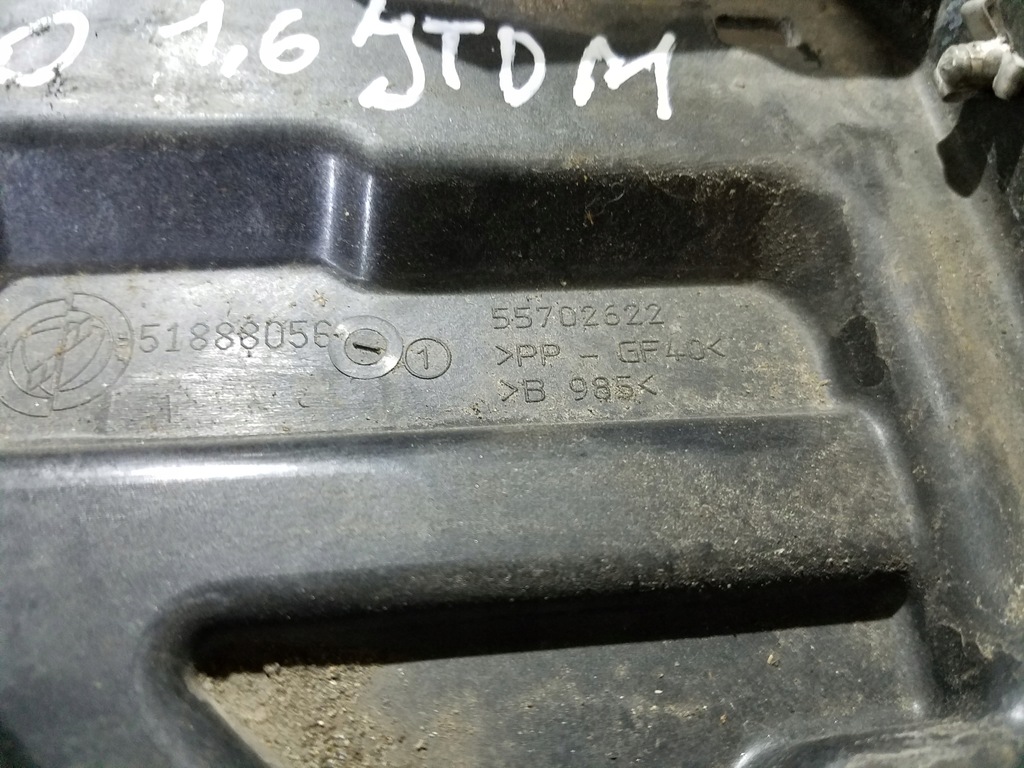 1,6 JTDM
51888056
1
55702622
>PP - GF40<
>B 985<